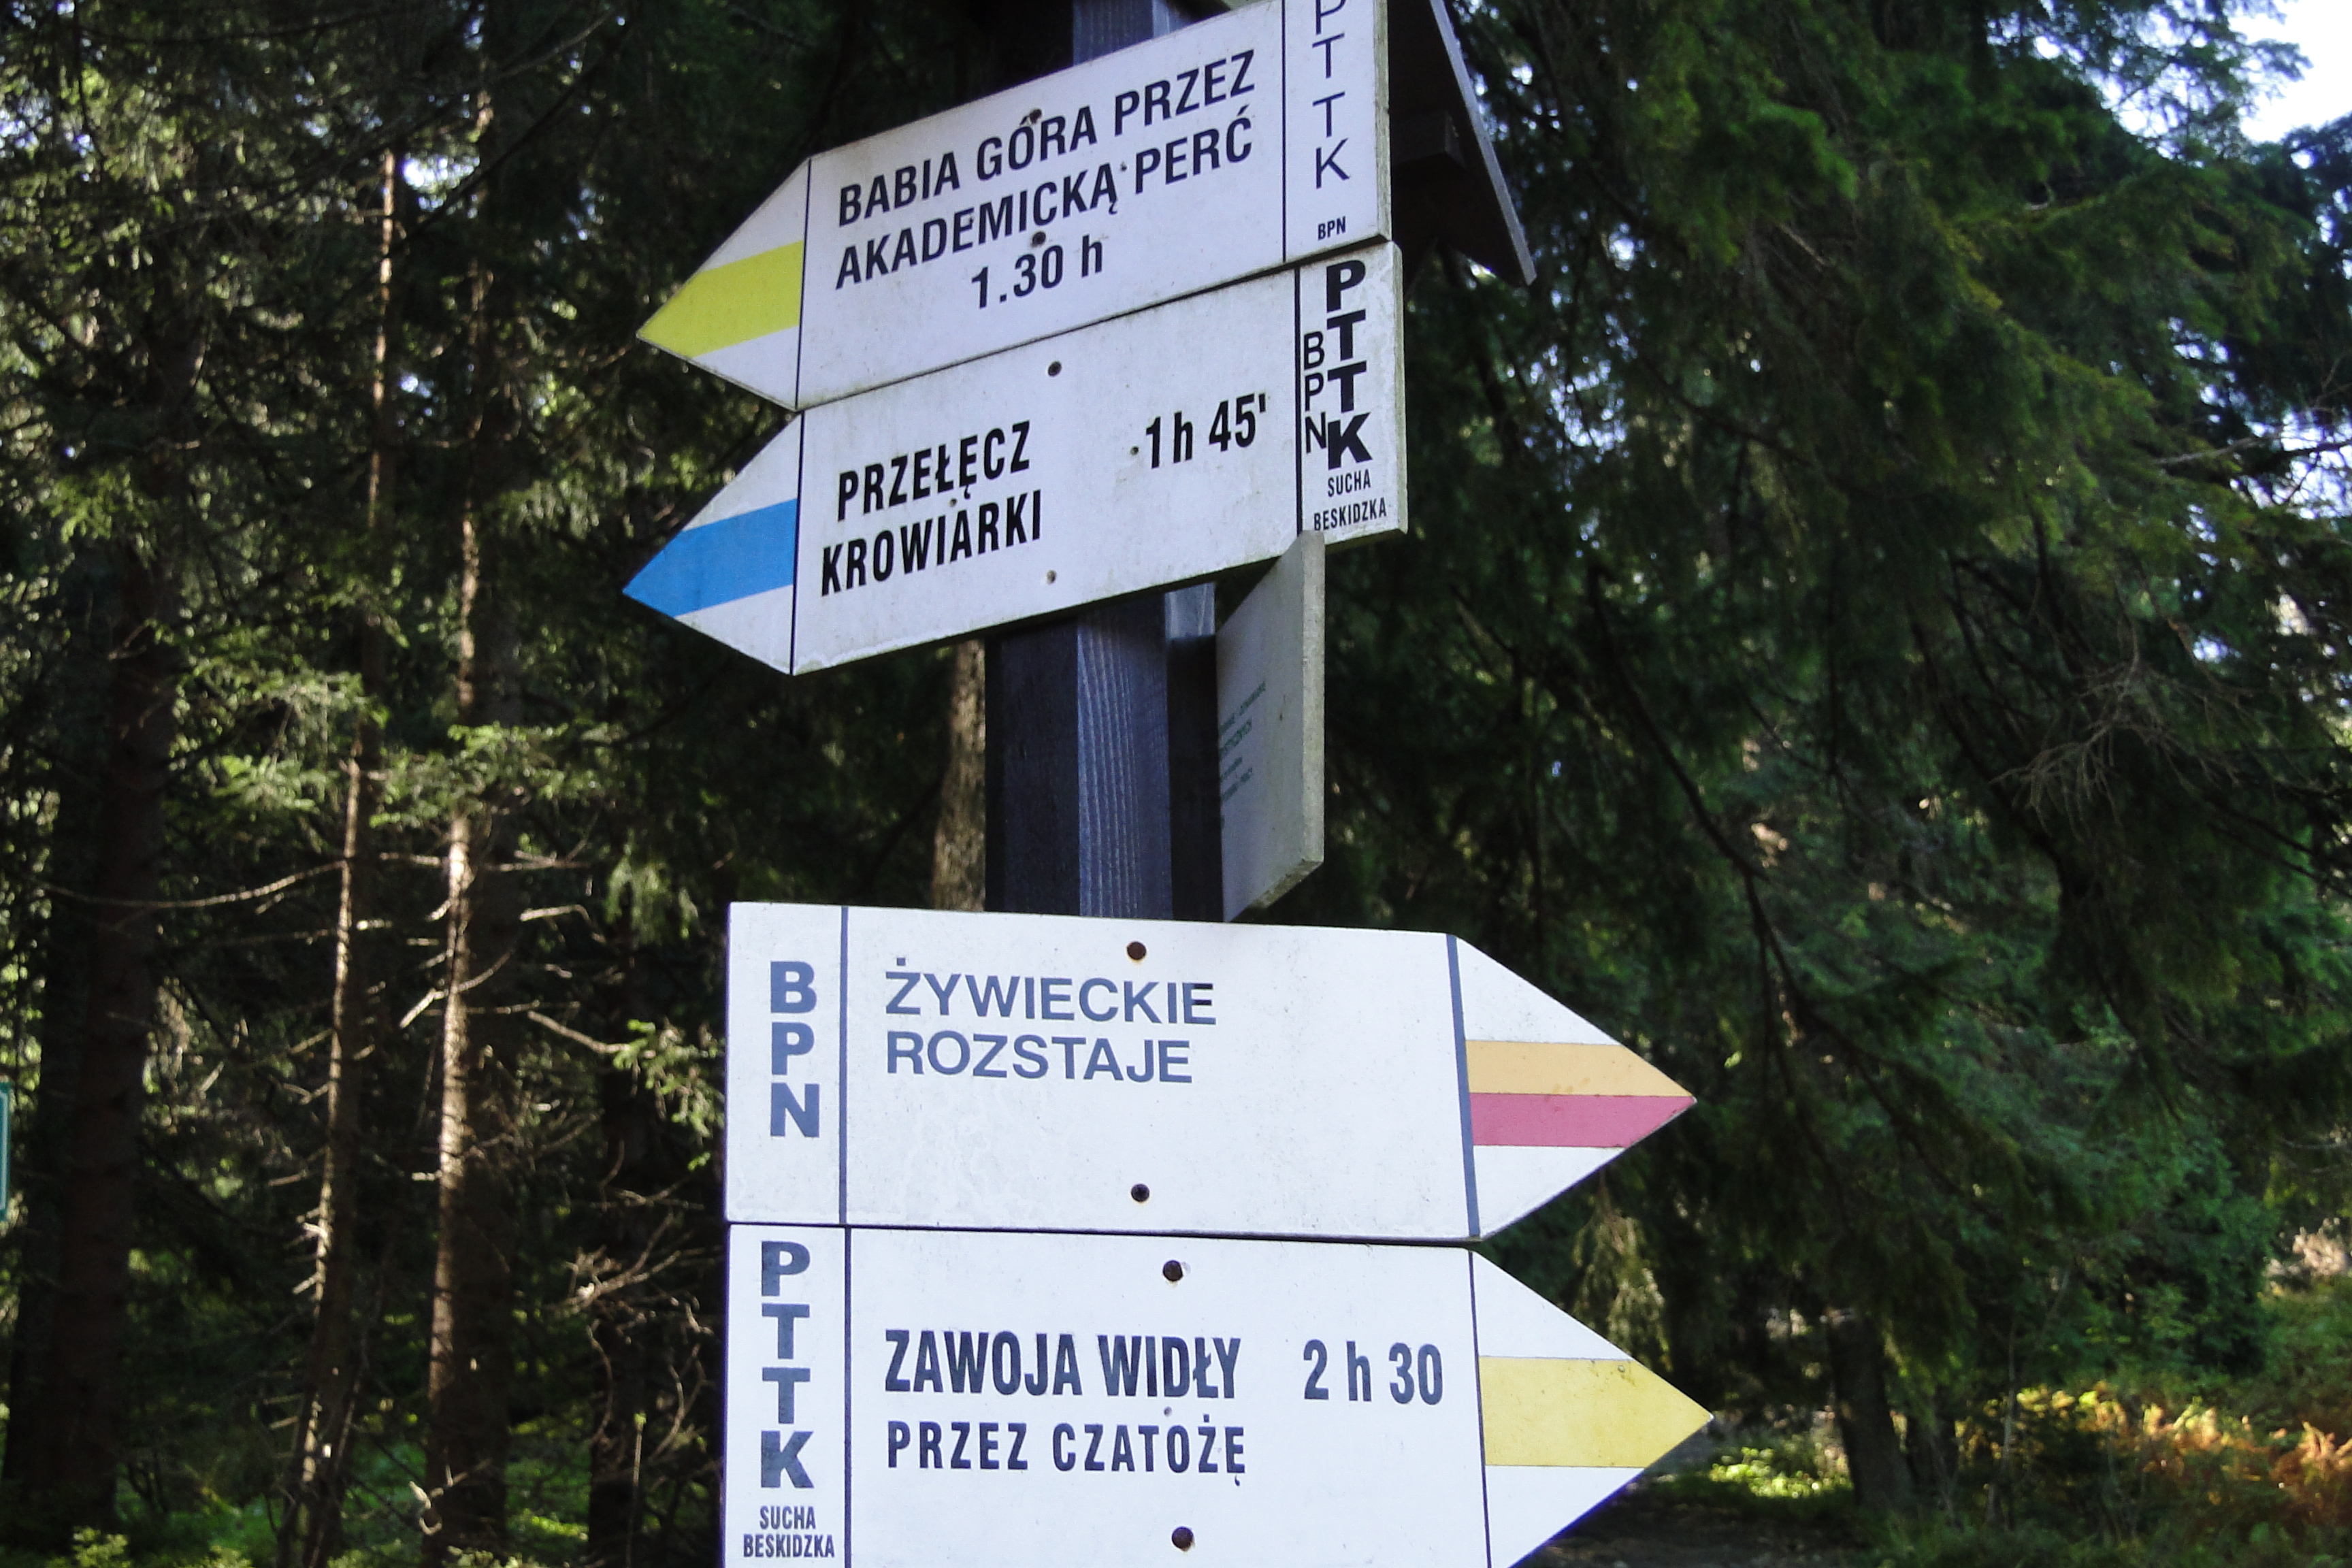 BABIA GÓRA PRZEZ
AKADEMICKĄ PERĆ
1.30 h
PTTK
BPN
PRZEŁĘCZ
KROWIARKI
1h 45'
BPN
PTTK
SUCHA
BESKIDZKA
BPN
ŻYWIECKIE
ROZSTAJE
PTTK
SUCHA
BESKIDZKA
ZAWOJA WIDŁY 2 h 30
PRZEZ CZATOŻĘ